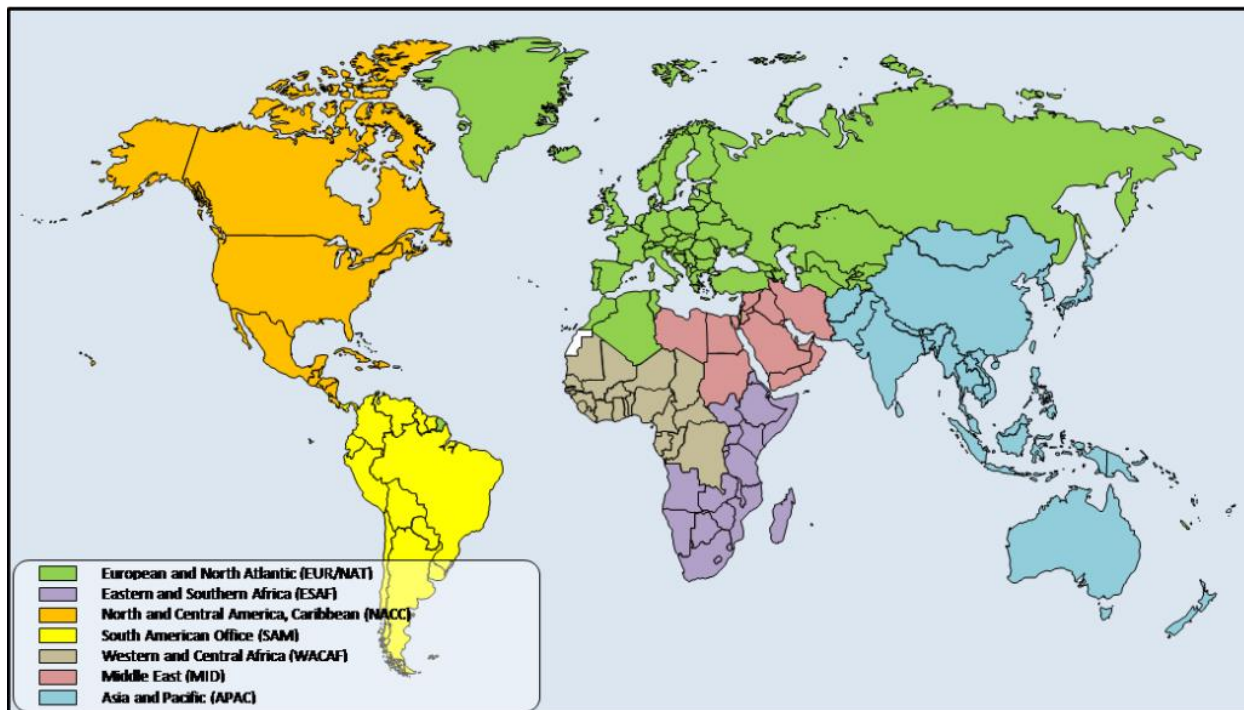 European and North Atlantic (EUR/NAT)
Eastern and Southern Africa (ESAF)
North and Central America, Caribbean (NACC)
South American Office (SAM)
Western and Central Africa (WACAF)
Middle East (MID)
Asia and Pacific (APAC)